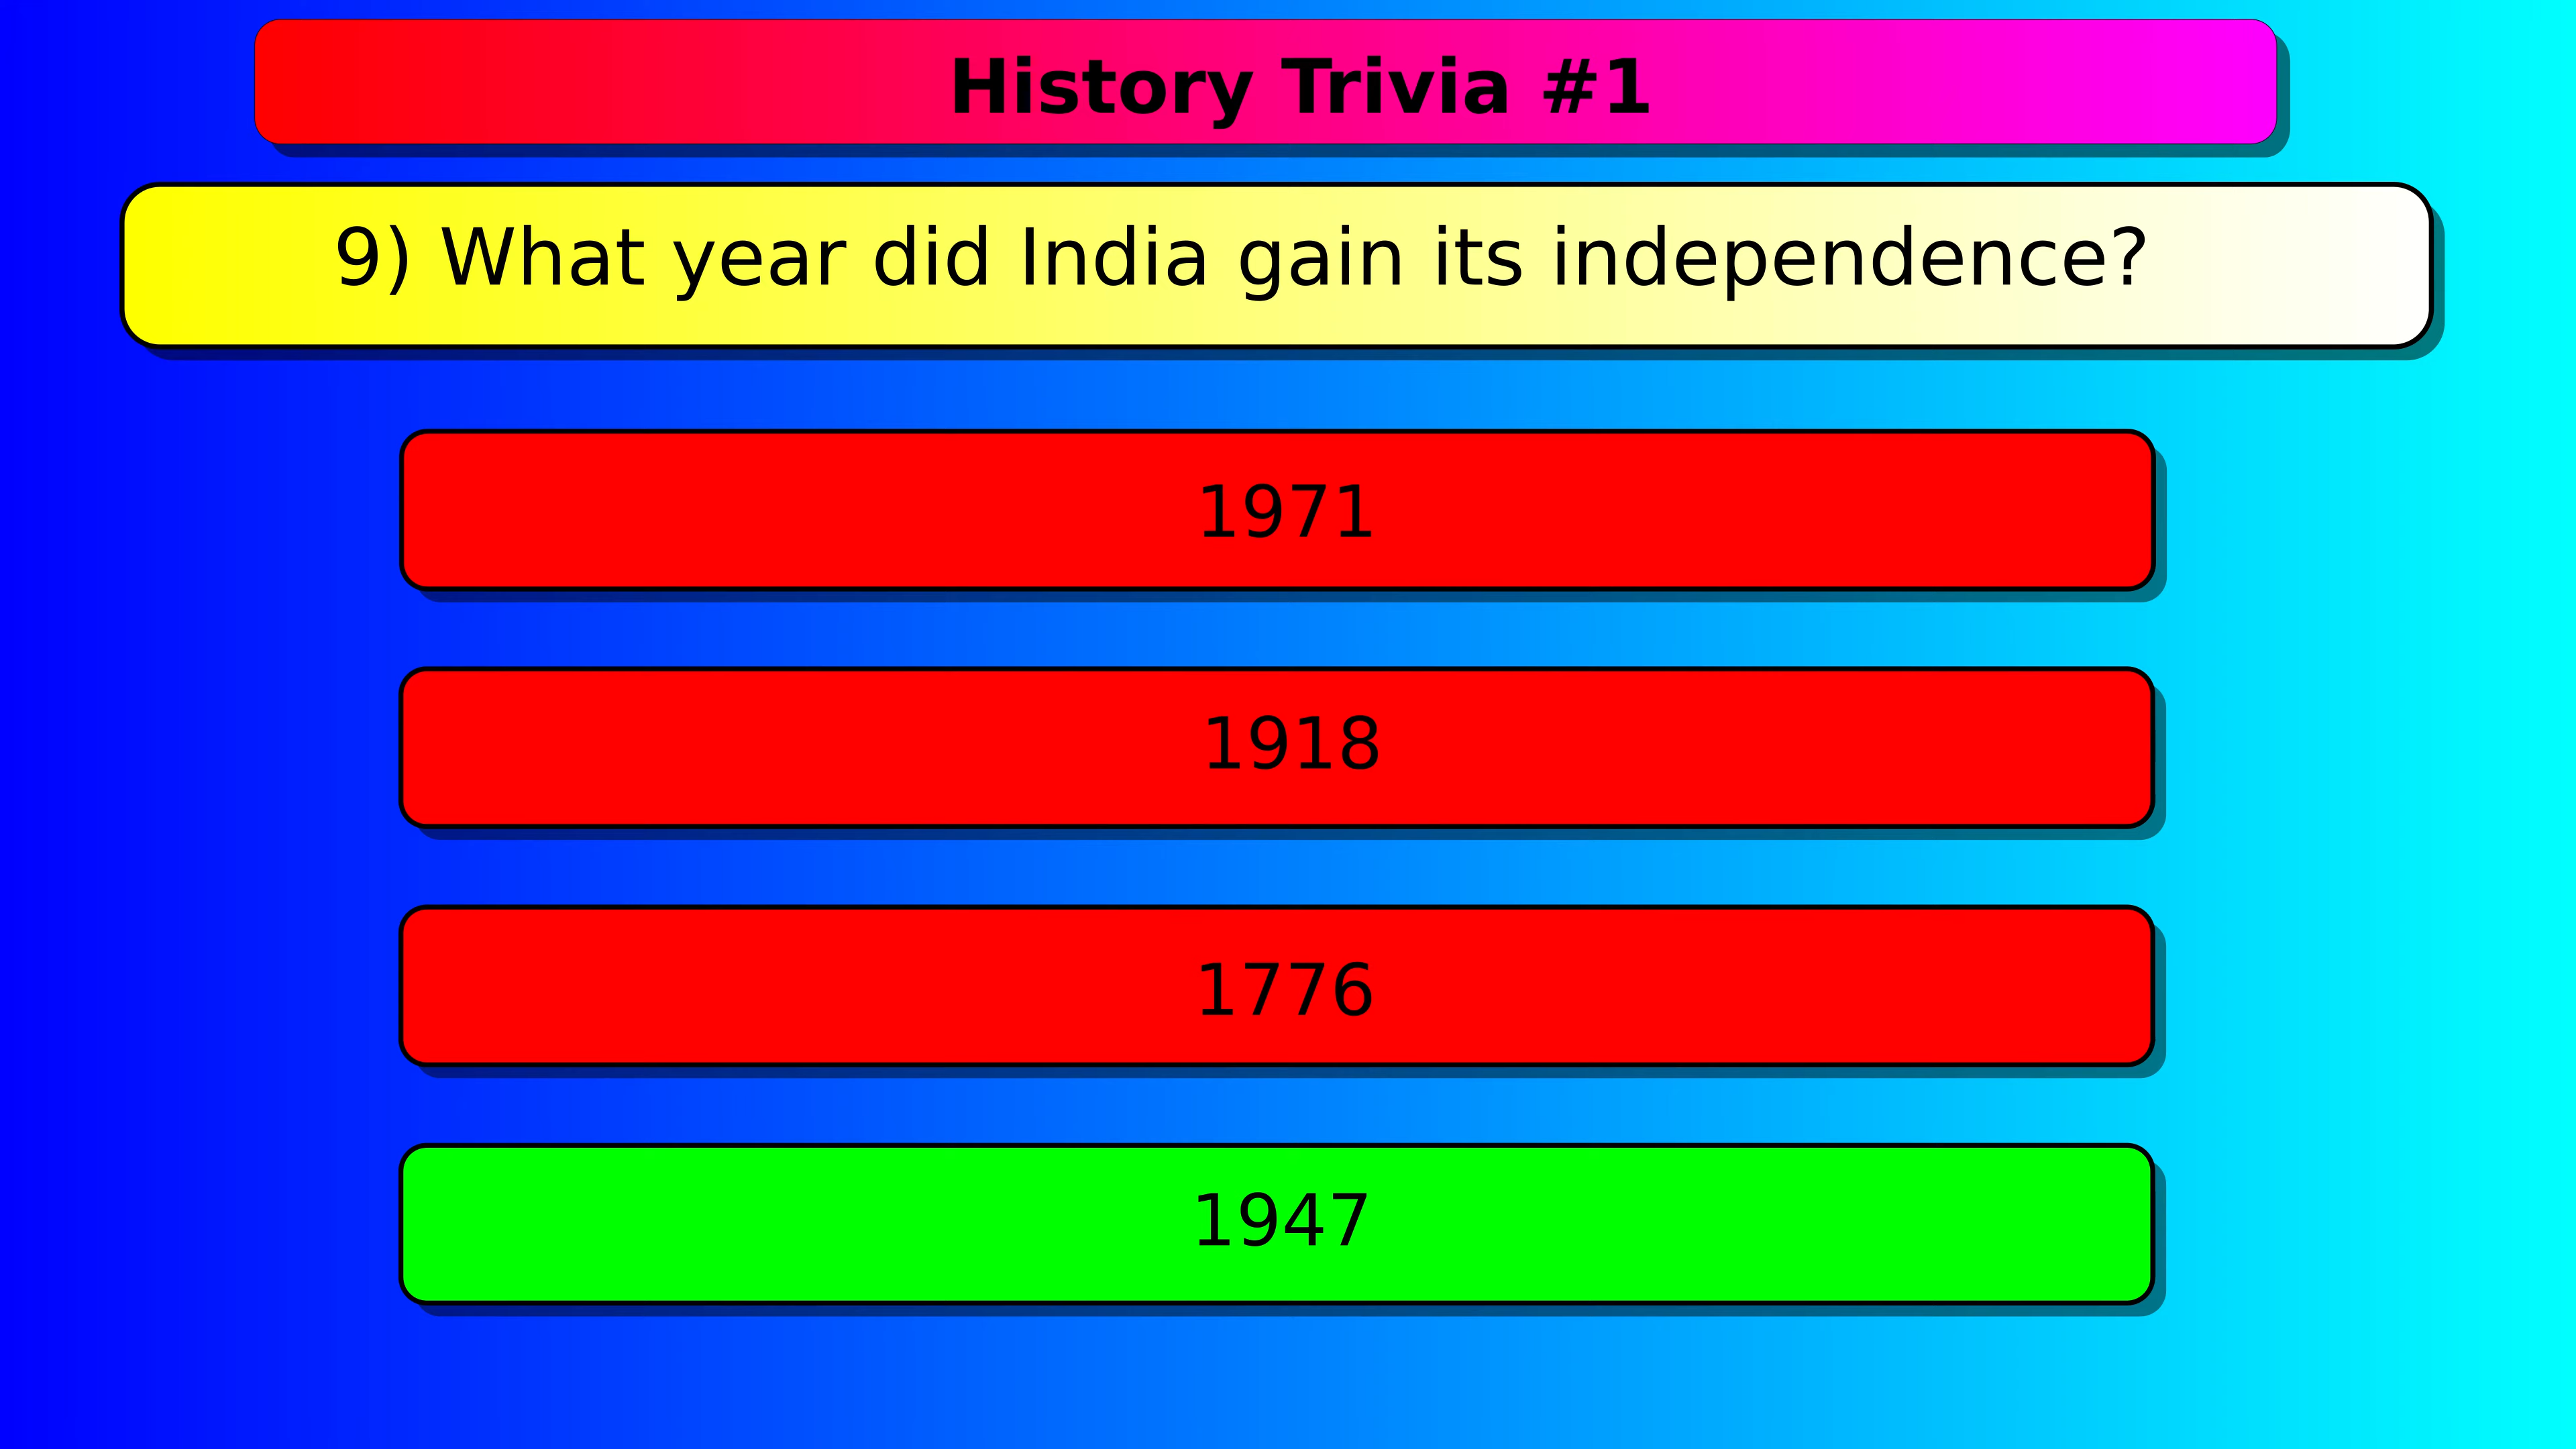 History Trivia #1
9) What year did India gain its independence?
1971
1918
1776
1947